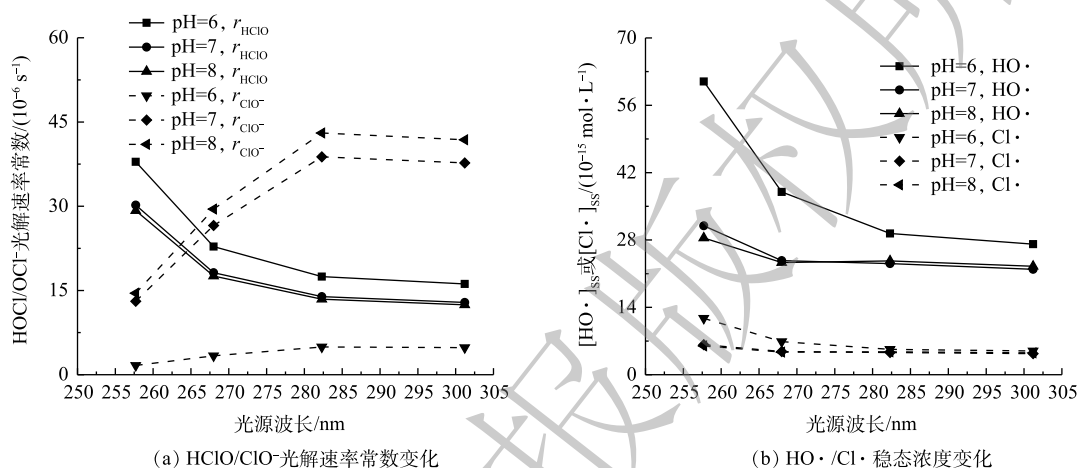 60
45
30
15
0
HOCl/OCl⁻光解速率常数/(10⁻⁶ s⁻¹)
pH=6, r_HClO
pH=7, r_HClO
pH=8, r_HClO
pH=6, r_ClO⁻
pH=7, r_ClO⁻
pH=8, r_ClO⁻
250 255 260 265 270 275 280 285 290 295 300 305
光源波长/nm
(a) HClO/ClO⁻光解速率常数变化
70
56
42
28
14
0
[HO·]_SS或[Cl·]_SS/(10⁻¹⁵ mol·L⁻¹)
pH=6, HO·
pH=7, HO·
pH=8, HO·
pH=6, Cl·
pH=7, Cl·
pH=8, Cl·
250 255 260 265 270 275 280 285 290 295 300 305
光源波长/nm
(b) HO·/Cl·稳态浓度变化
报版权所